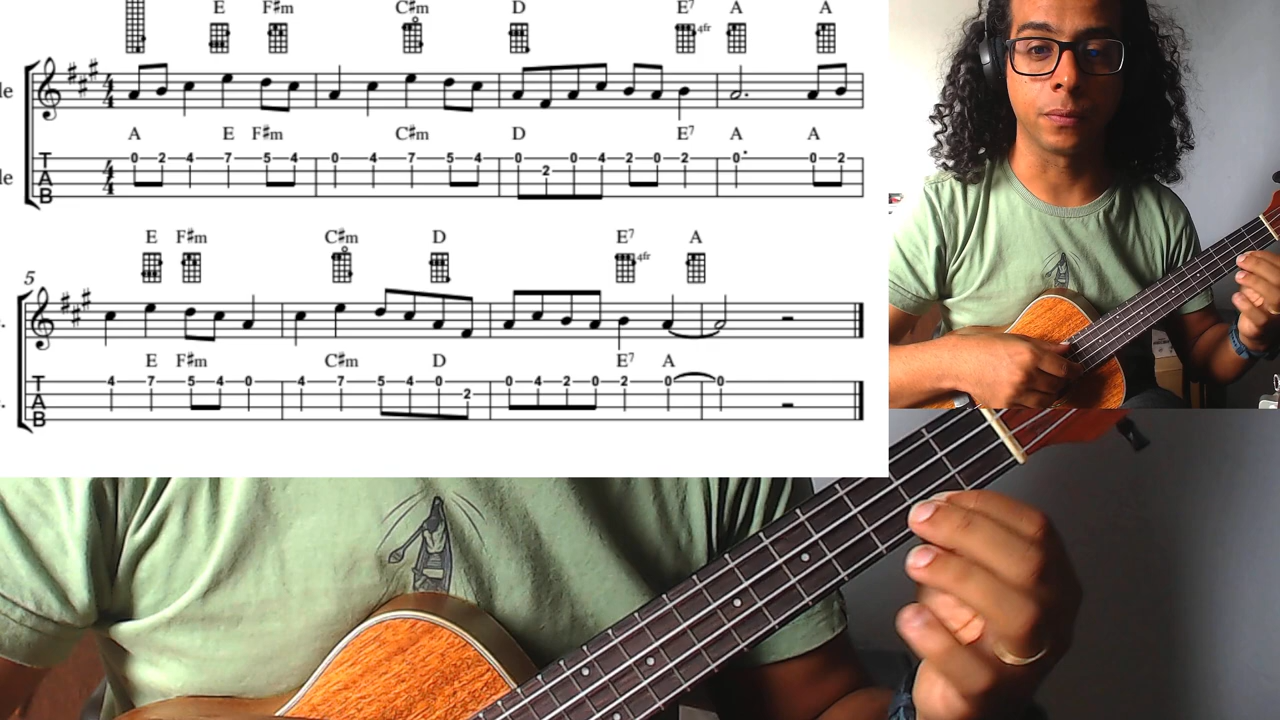 E F#m C#m D E7 4fr A A
le
A E F#m C#m D E7 A A
T 0 2 4 7 5 4 0 4 7 5 4 0 0 4 2 0 2 0 0 2
le A 2
B
E F#m C#m D E7 4fr A
5
E F#m C#m D E7 A
T 4 7 5 4 0 4 7 5 4 0 0 4 2 0 2 0 0
A 2
B